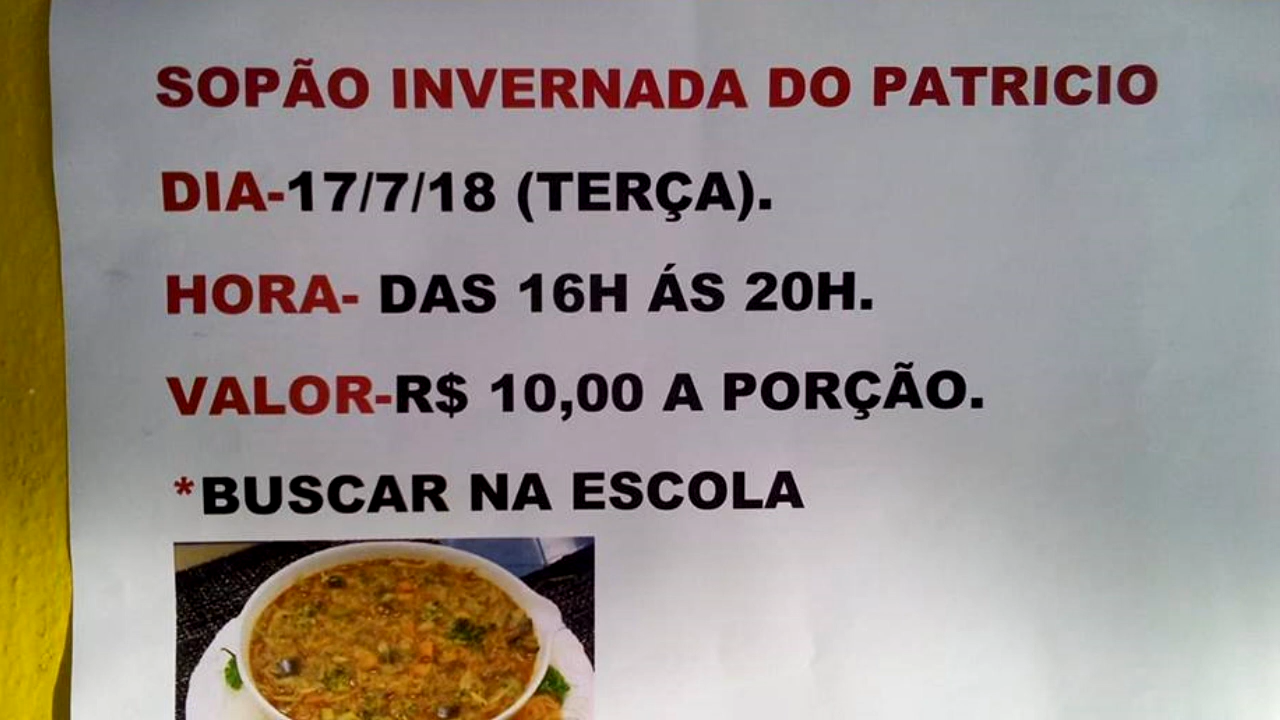 SOPÃO INVERNADA DO PATRICIO
DIA-17/7/18 (TERÇA).
HORA- DAS 16H ÁS 20H.
VALOR-R$ 10,00 A PORÇÃO.
*BUSCAR NA ESCOLA